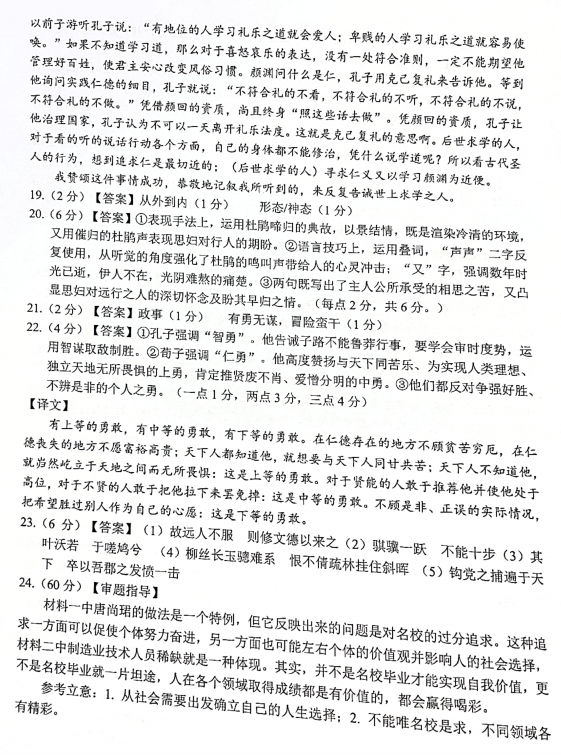 以前子游听孔子说：“有地位的人学习礼乐之道就会爱人；卑贱的人学习礼乐之道就容易使
唤。”如果不知道学习道，那么对于喜怒哀乐的表达，没有一处符合准则，一定不能期望他
管理好百姓，使君主安心改变风俗习惯。颜渊问什么是仁，孔子用克己复礼来告诉他。等到
他询问实践仁德的细目，孔子就说：“不符合礼的不看，不符合礼的不听，不符合礼的不说，
不符合礼的不做。”凭借颜回的资质，尚且终身“照这些话去做”。凭颜回的资质，孔子让
他治理国家，孔子认为不可以一天离开礼乐法度。这就是克己复礼的意思啊。后世求学的人，
对于看的听的说话行动各个方面，自己的身体都不能修治，凭什么说学道呢？所以看古代圣
人的行为，想到追求仁是最切近的；（后世求学的人）寻求仁义又以学习颜渊为近便。
我赞颂这件事情成功，恭敬地记叙我所听到的，来反复告诫世上求学之人。
19.（2 分）【答案】从外到内（1 分） 形态/神态（1 分）
20.（6 分）【答案】①表现手法上，运用杜鹃啼归的典故，以景结情，既是渲染冷清的环境，
又用催归的杜鹃声表现思妇对行人的期盼。②语言技巧上，运用叠词，“声声”二字反
复使用，从听觉的角度强化了杜鹃的鸣叫声带给人的心灵冲击；“又”字，强调数年时
光已逝，伊人不在，光阴难熬的痛楚。③两句既写出了主人公所承受的相思之苦，又凸
显思妇对远行之人的深切怀念及盼其早归之情。（每点 2 分，共 6 分。）
21.（2 分）【答案】政事（1 分） 有勇无谋，冒险蛮干（1 分）
22.（4 分）【答案】①孔子强调“智勇”。他告诫子路不能鲁莽行事，要学会审时度势，运
用智谋取敌制胜。②荀子强调“仁勇”。他高度赞扬与天下同苦乐、为实现人类理想、
独立天地无所畏惧的上勇，肯定推贤废不肖、爱憎分明的中勇。③他们都反对争强好胜、
不辨是非的个人之勇。（一点 1 分，两点 3 分，三点 4 分）
【译文】
有上等的勇敢，有中等的勇敢，有下等的勇敢。在仁德存在的地方不顾贫苦穷厄，在仁
德丧失的地方不愿富裕高贵；天下人都知道他，就想要与天下人同甘共苦；天下人不知道他，
就岿然屹立于天地之间而无所畏惧：这是上等的勇敢。对于贤能的人敢于推荐他并使他处于
高位，对于不贤的人敢于把他拉下来罢免掉：这是中等的勇敢。不顾是非、正误的实际情况，
把希望胜过别人作为自己的心愿：这是下等的勇敢。
23.（6 分）【答案】（1）故远人不服 则修文德以来之（2）骐骥一跃 不能十步（3）其
叶沃若 于嗟鸠兮 （4）柳丝长玉骢难系 恨不倩疏林挂住斜晖 （5）钩党之捕遍于天
下 卒以吾郡之发愤一击
24.（60 分）【审题指导】
材料一中唐尚珺的做法是一个特例，但它反映出来的问题是对名校的过分追求。这种追
求一方面可以促使个体努力奋进，另一方面也可能左右个体的价值观并影响人的社会选择，
材料二中制造业技术人员稀缺就是一种体现。其实，并不是名校毕业才能实现自我价值，更
不是名校毕业就一片坦途，人在各个领域取得成绩都是有价值的，都会赢得喝彩。
参考立意：1. 从社会需要出发确立自己的人生选择；2. 不能唯名校是求，不同领域各
有精彩。